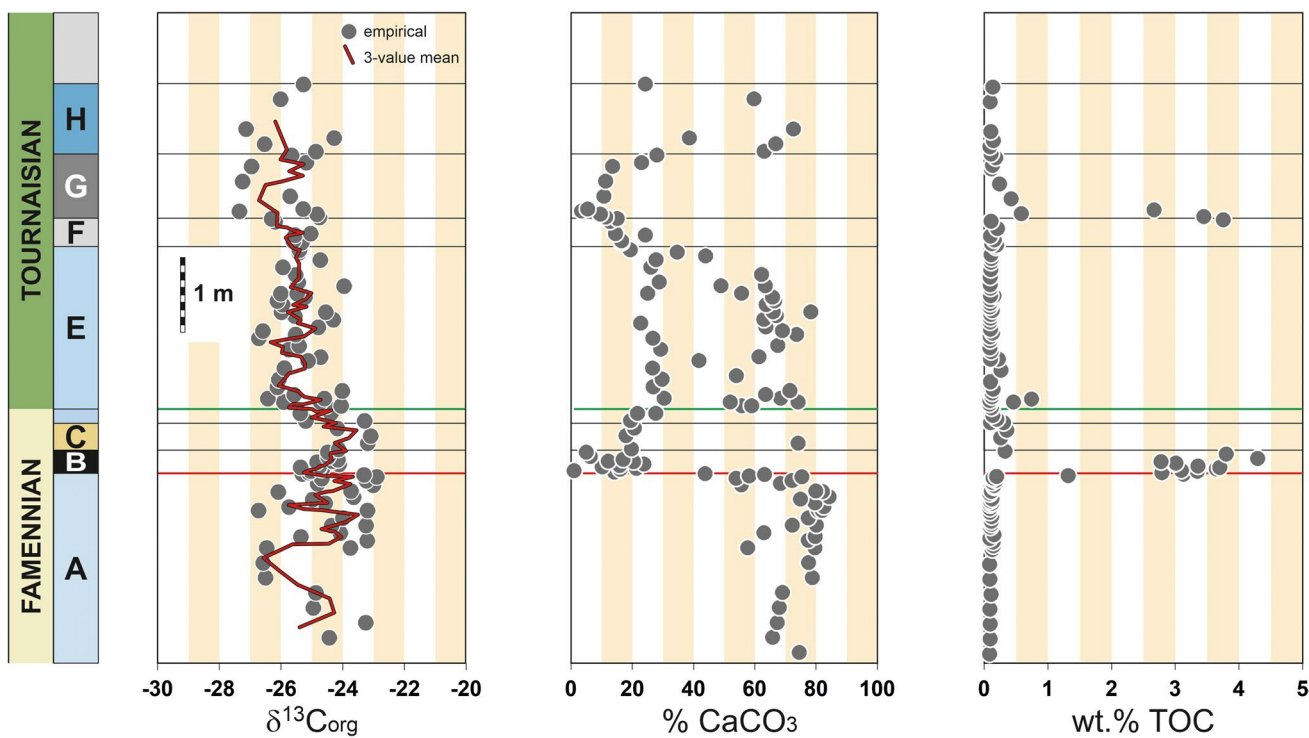 empirical
3-value mean
TOURNAISIAN
FAMENNIAN
H
G
F
E
C
B
A
1 m
-30 -28 -26 -24 -22 -20
δ¹³Corg
0 20 40 60 80 100
% CaCO₃
0 1 2 3 4 5
wt.% TOC